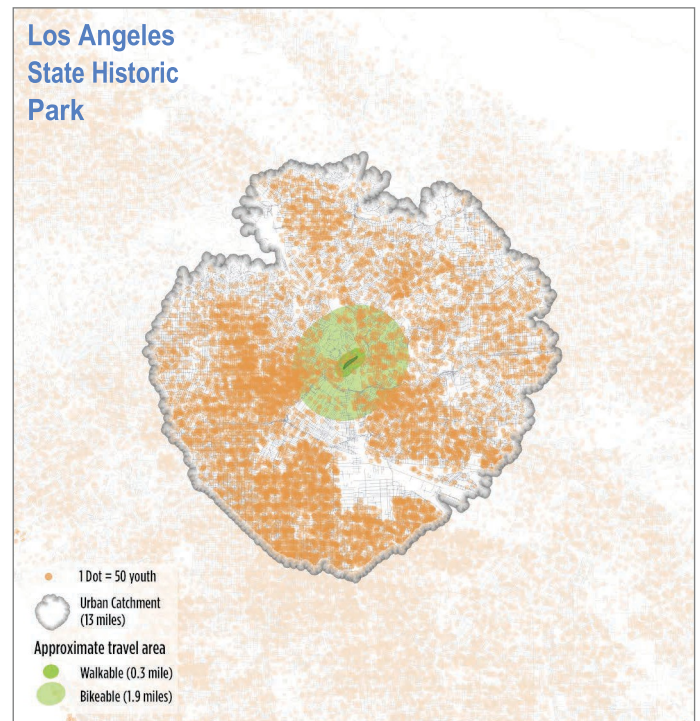 Los Angeles
State Historic
Park
1 Dot = 50 youth
Urban Catchment
(13 miles)
Approximate travel area
Walkable (0.3 mile)
Bikeable (1.9 miles)